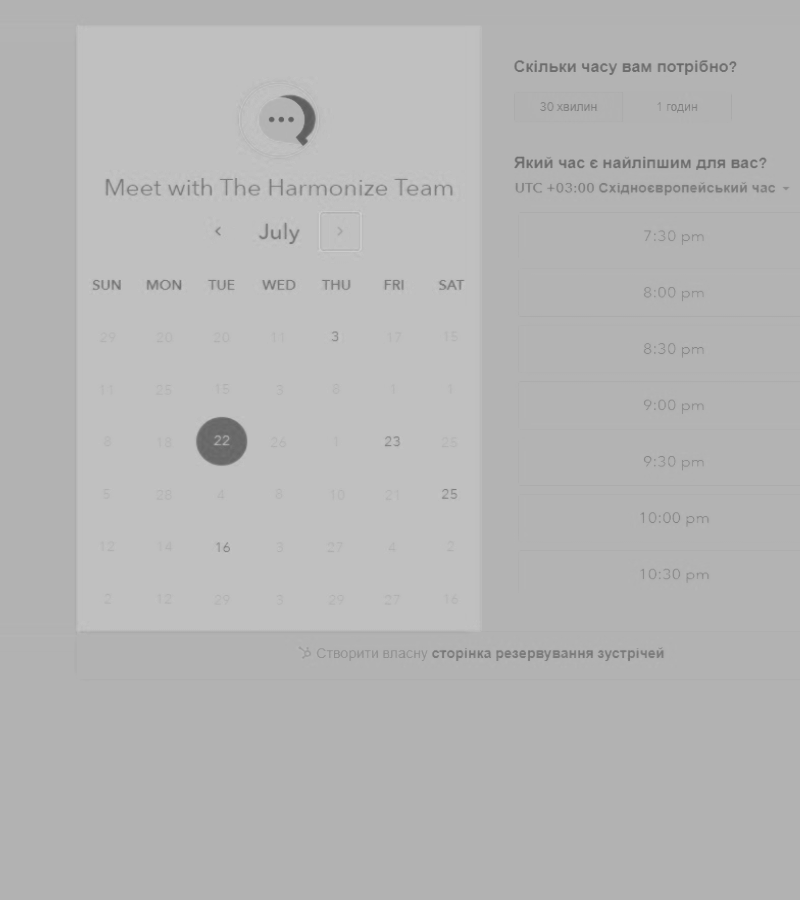 Meet with The Harmonize Team
July
SUN MON TUE WED THU FRI SAT
29 20 20 11 3 17 15
11 25 15 3 8 1 1
8 18 22 26 1 23 25
5 28 4 8 10 21 25
12 14 16 3 27 4 2
2 12 29 3 29 27 16
Скільки часу вам потрібно?
30 хвилин 1 годин
Який час є найліпшим для вас?
UTC +03:00 Східноєвропейський час
7:30 pm
8:00 pm
8:30 pm
9:00 pm
9:30 pm
10:00 pm
10:30 pm
Створити власну сторінка резервування зустрічей